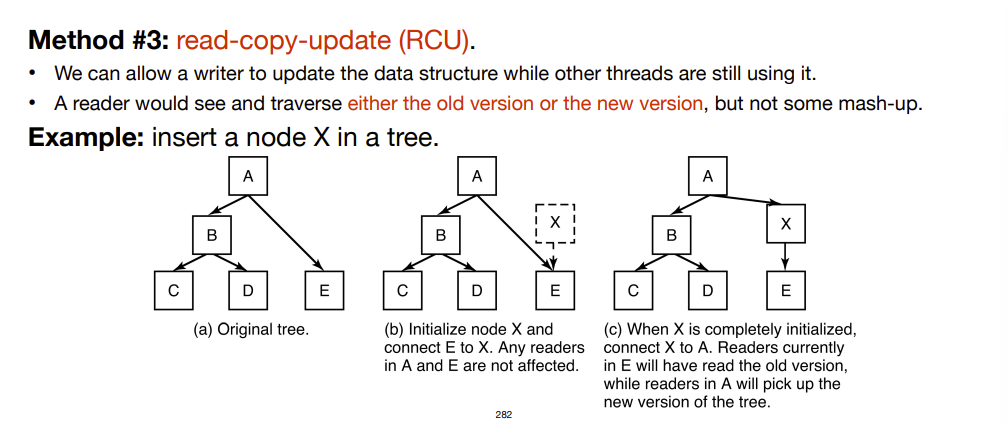 Method #3: read-copy-update (RCU).
• We can allow a writer to update the data structure while other threads are still using it.
• A reader would see and traverse either the old version or the new version, but not some mash-up.
Example: insert a node X in a tree.
A
B
C D E
(a) Original tree.
A
X
B
C D E
(b) Initialize node X and
connect E to X. Any readers
in A and E are not affected.
A
X
B
C D E
(c) When X is completely initialized,
connect X to A. Readers currently
in E will have read the old version,
while readers in A will pick up the
new version of the tree.
282